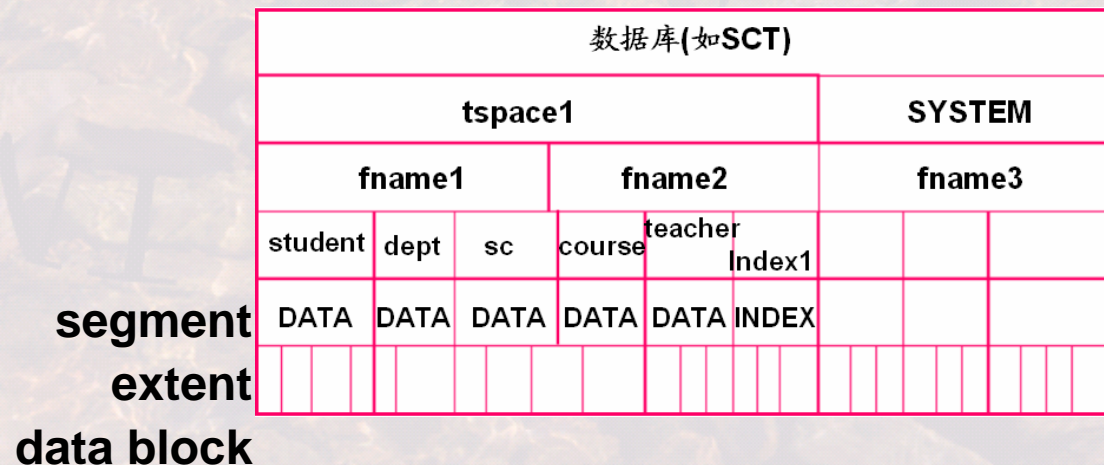 数据库(如SCT)
tspace1 SYSTEM
fname1 fname2 fname3
student dept sc course teacher Index1
segment DATA DATA DATA DATA DATA INDEX
extent
data block